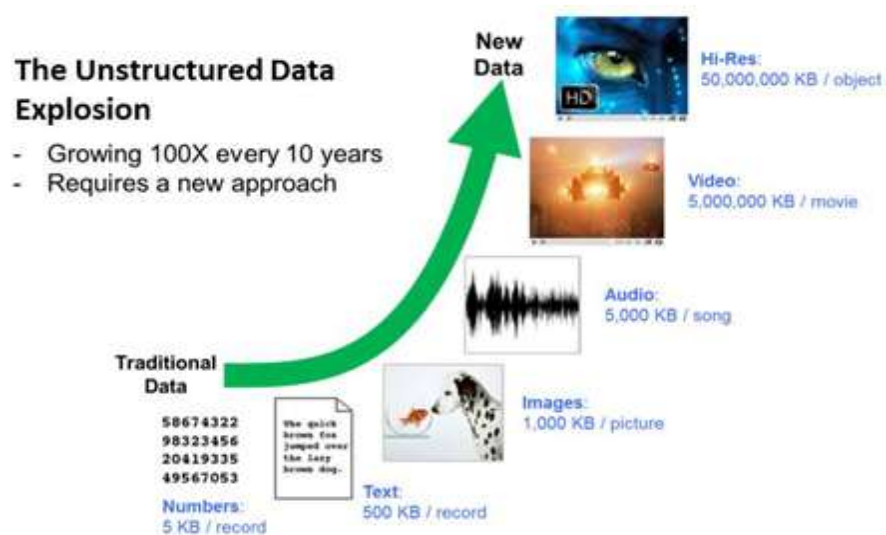 The Unstructured Data
Explosion
- Growing 100X every 10 years
- Requires a new approach
New
Data
Hi-Res:
50,000,000 KB / object
HD
Video:
5,000,000 KB / movie
Audio:
5,000 KB / song
Traditional
Data
Images:
1,000 KB / picture
58674322
98323456
20419335
49567053
The quick
brown fox
jumped over
the lazy
brown dog.
Numbers:
5 KB / record
Text:
500 KB / record